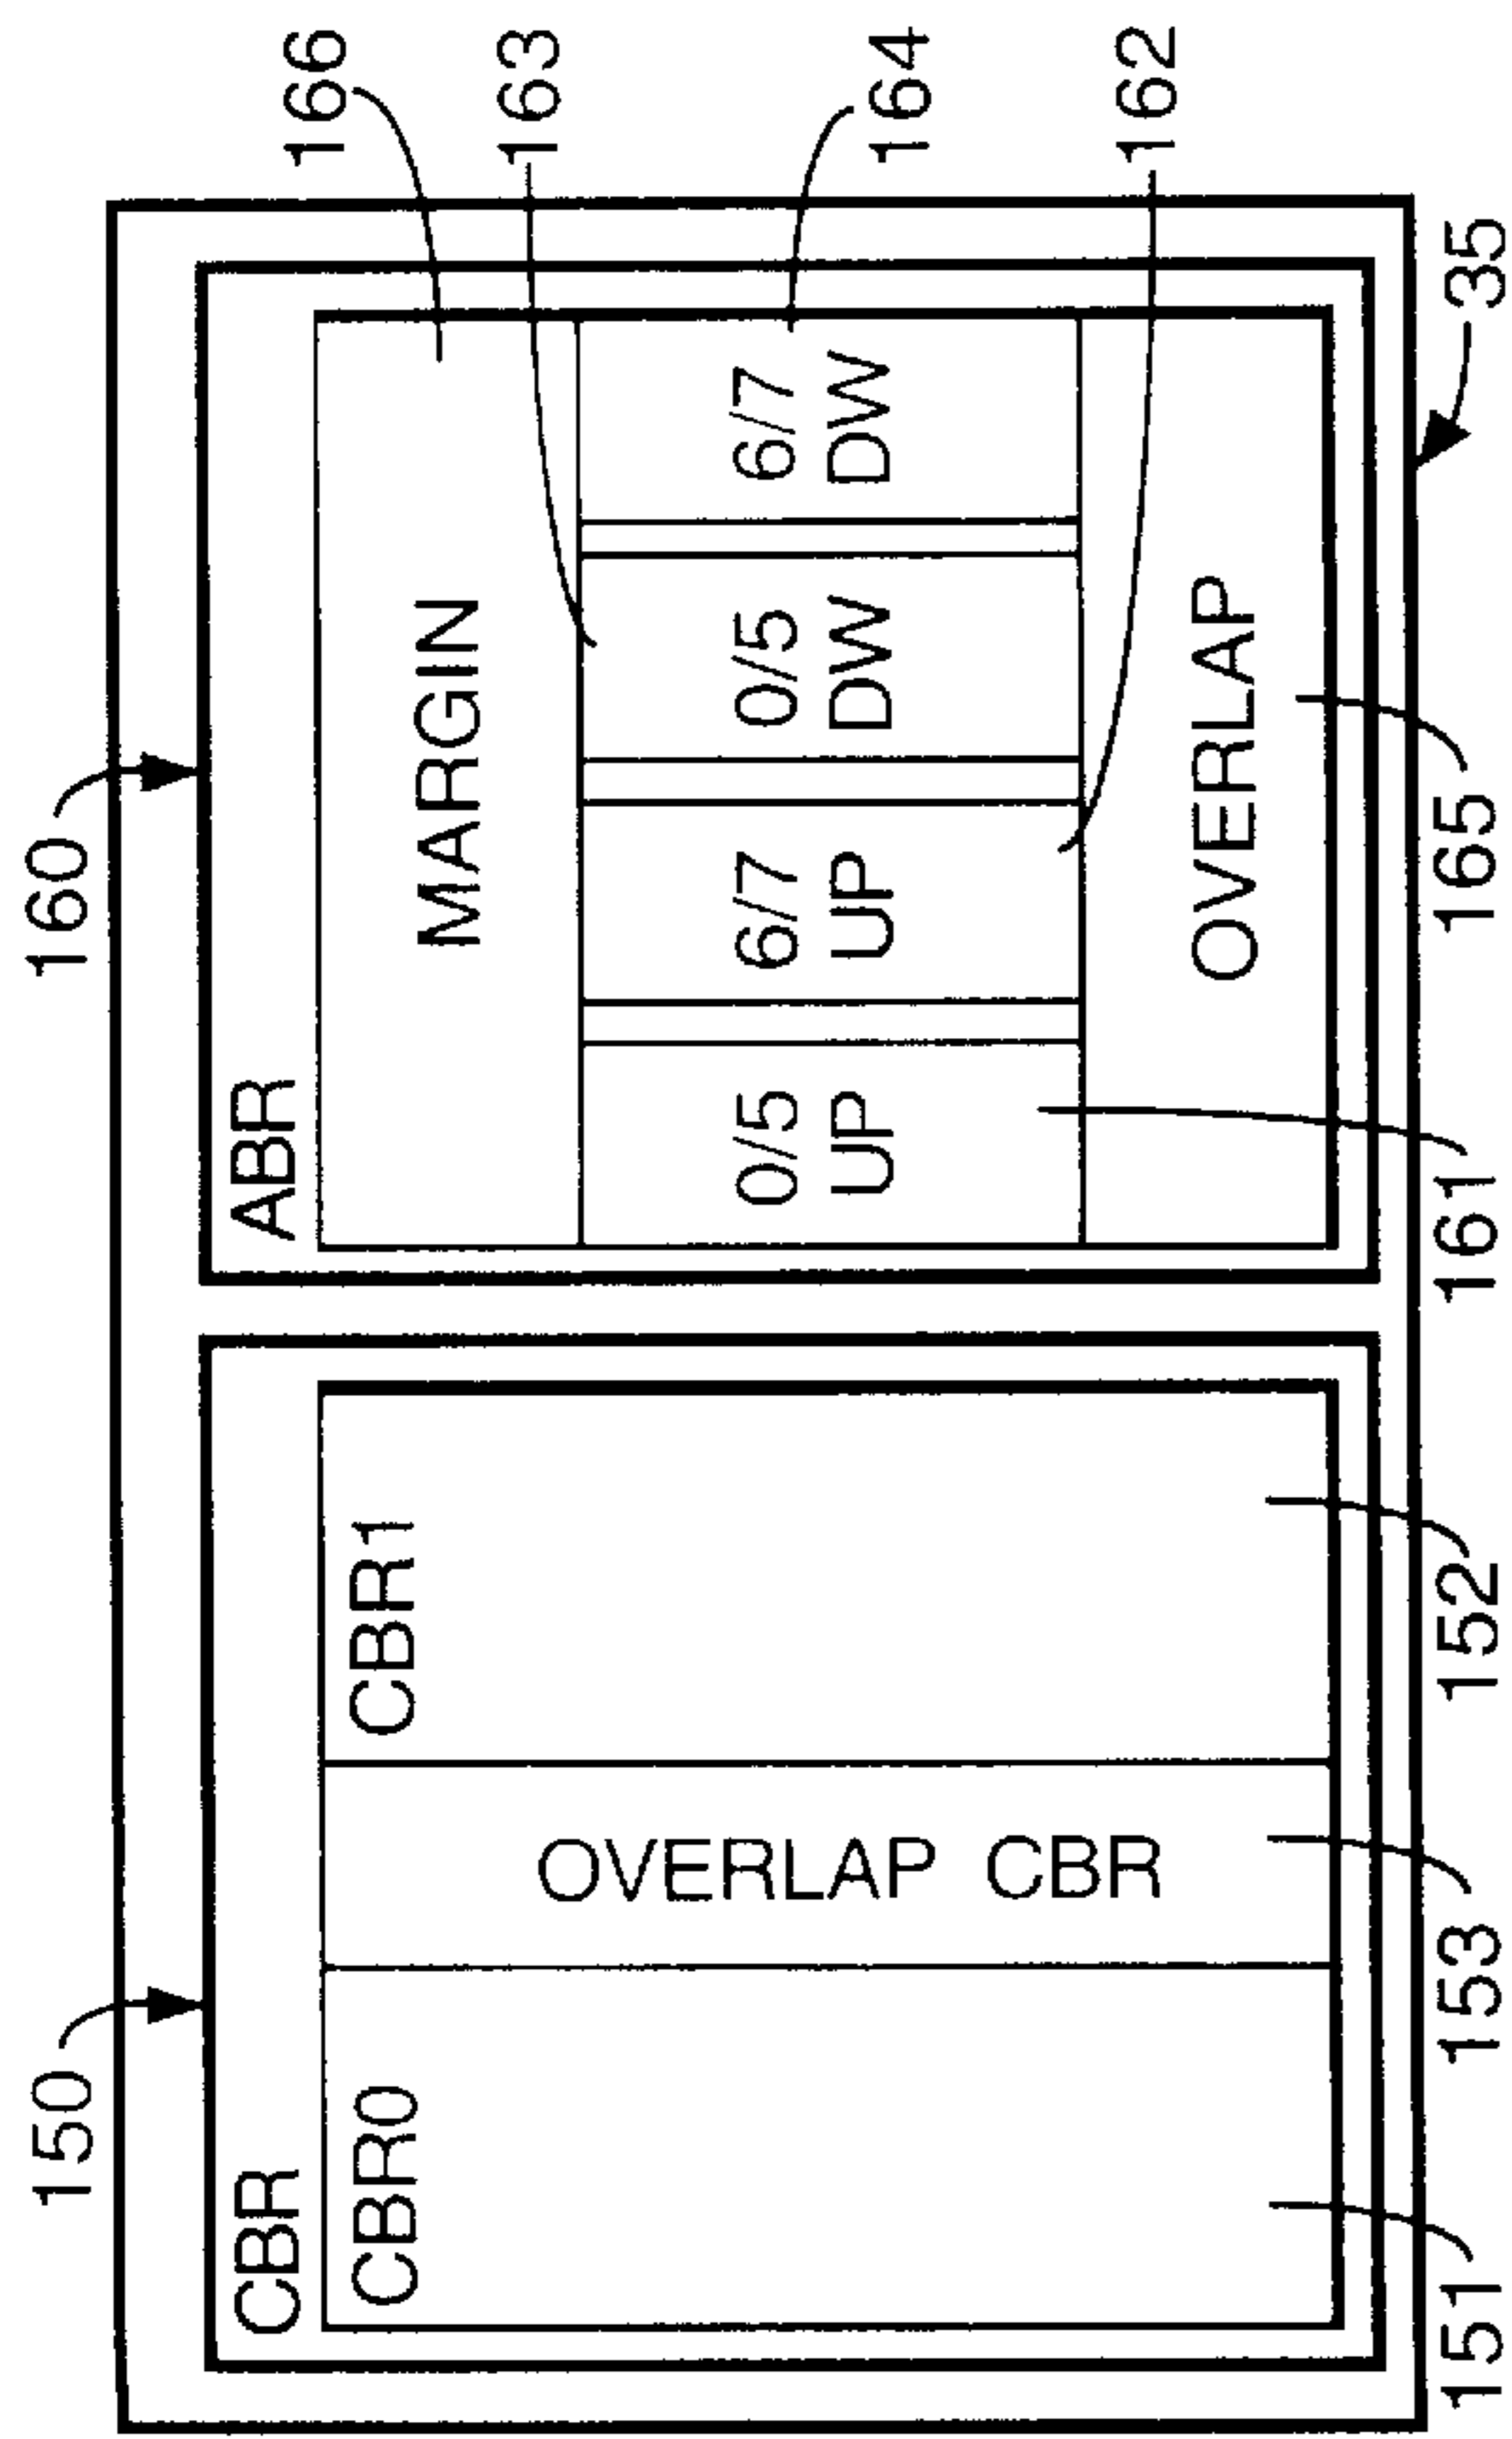 150
160
166
163
164
162
CBR
CBR0
OVERLAP CBR
CBR1
ABR
MARGIN
0/5
UP
6/7
UP
0/5
DW
6/7
DW
OVERLAP
151
153
152
161
165
35